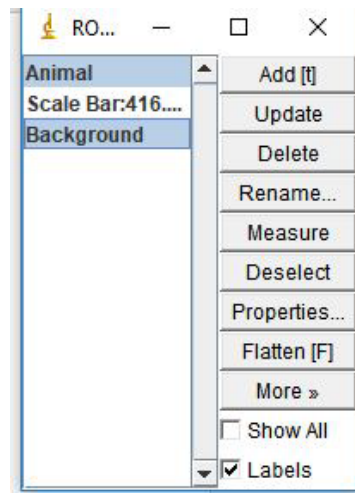 RO...
Animal
Scale Bar:416....
Background
Add [t]
Update
Delete
Rename...
Measure
Deselect
Properties...
Flatten [F]
More »
Show All
Labels